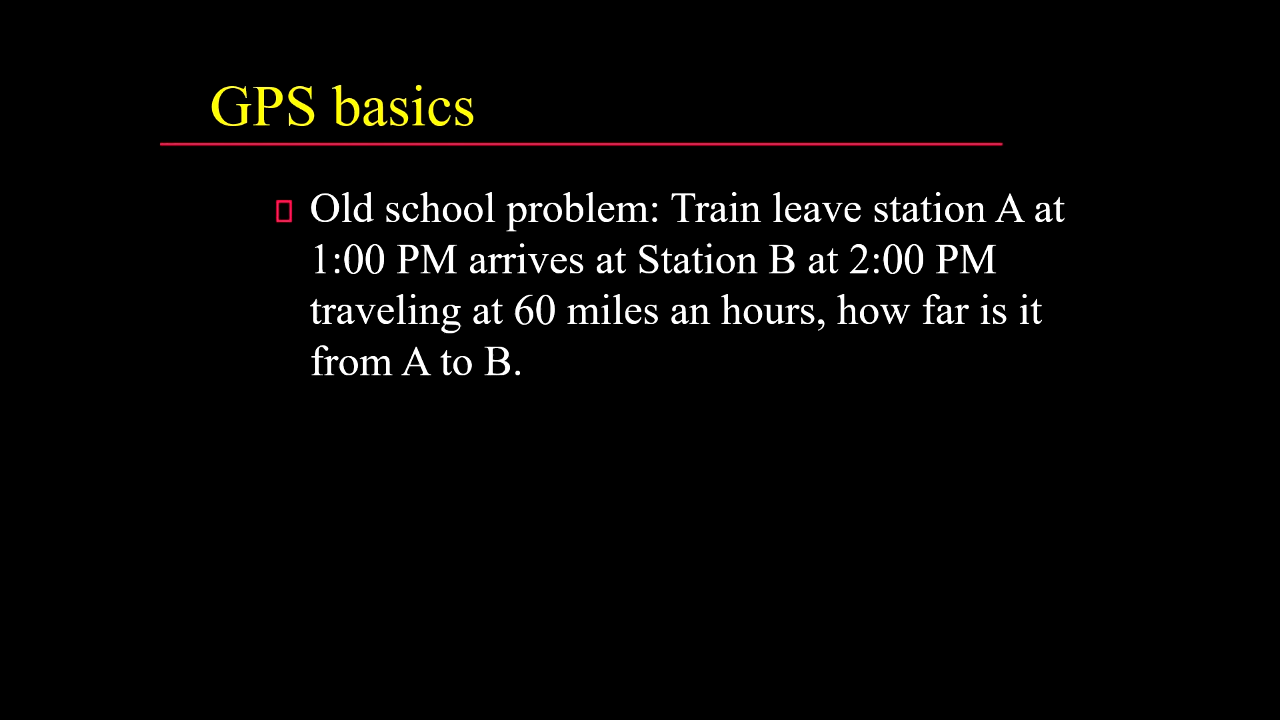 GPS basics
Old school problem: Train leave station A at
1:00 PM arrives at Station B at 2:00 PM
traveling at 60 miles an hours, how far is it
from A to B.